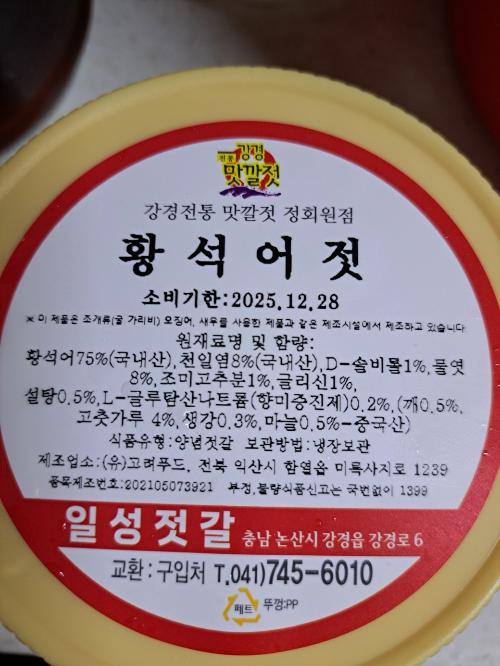 전통 강경
맛깔젓
강경전통 맛깔젓 정회원점
황석어젓
소비기한:2025.12.28
※ 이 제품은 조개류(굴 가리비) 오징어, 새우를 사용한 제품과 같은 제조시설에서 제조하고 있습니다
원재료명 및 함량:
황석어75%(국내산),천일염8%(국내산),D-솔비톨1%,물엿
8%,조미고추분1%,글리신1%,
설탕0.5%,L-글루탐산나트륨(향미증진제)0.2%,(깨0.5%,
고춧가루 4%,생강0.3%,마늘0.5%-중국산)
식품유형:양념젓갈 보관방법:냉장보관
제조업소:(유)고려푸드. 전북 익산시 함열읍 미륵사지로 1239
품목제조번호:202105073921 부정,불량식품신고는 국번없이 1399
일성젓갈 충남 논산시 강경읍 강경로 6
교환:구입처 T.041)745-6010
페트 뚜껑:PP